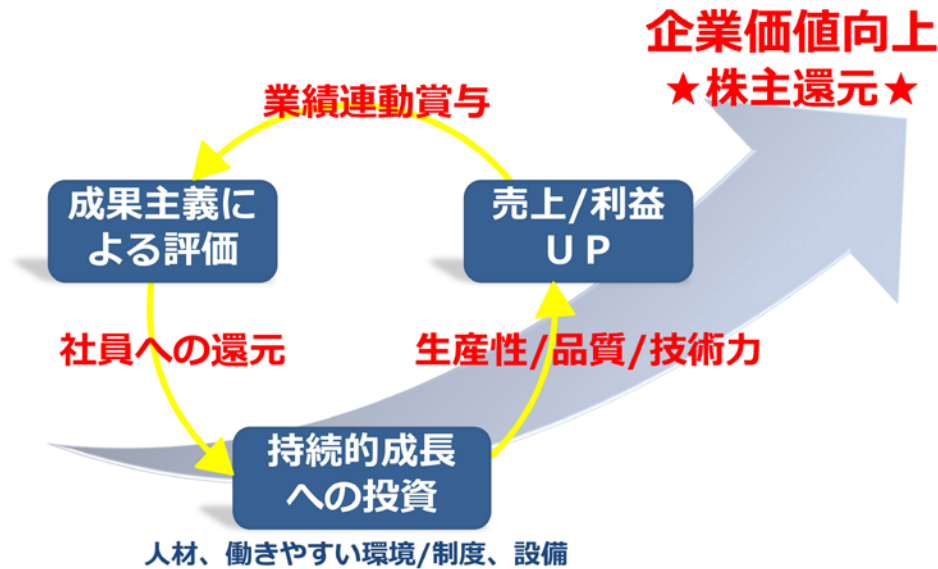 企業価値向上
★株主還元★
業績連動賞与
成果主義に
よる評価
売上/利益
ＵＰ
社員への還元
生産性/品質/技術力
持続的成長
への投資
人材、働きやすい環境/制度、設備